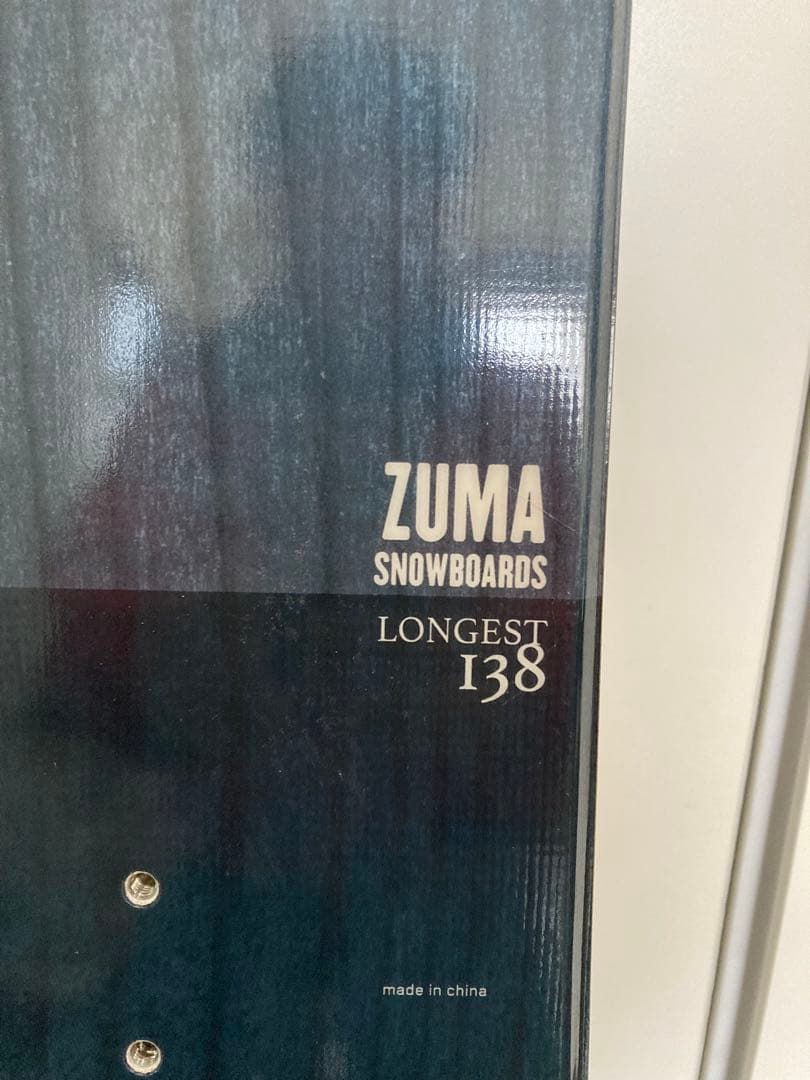 ZUMA
SNOWBOARDS
LONGEST
138
made in china